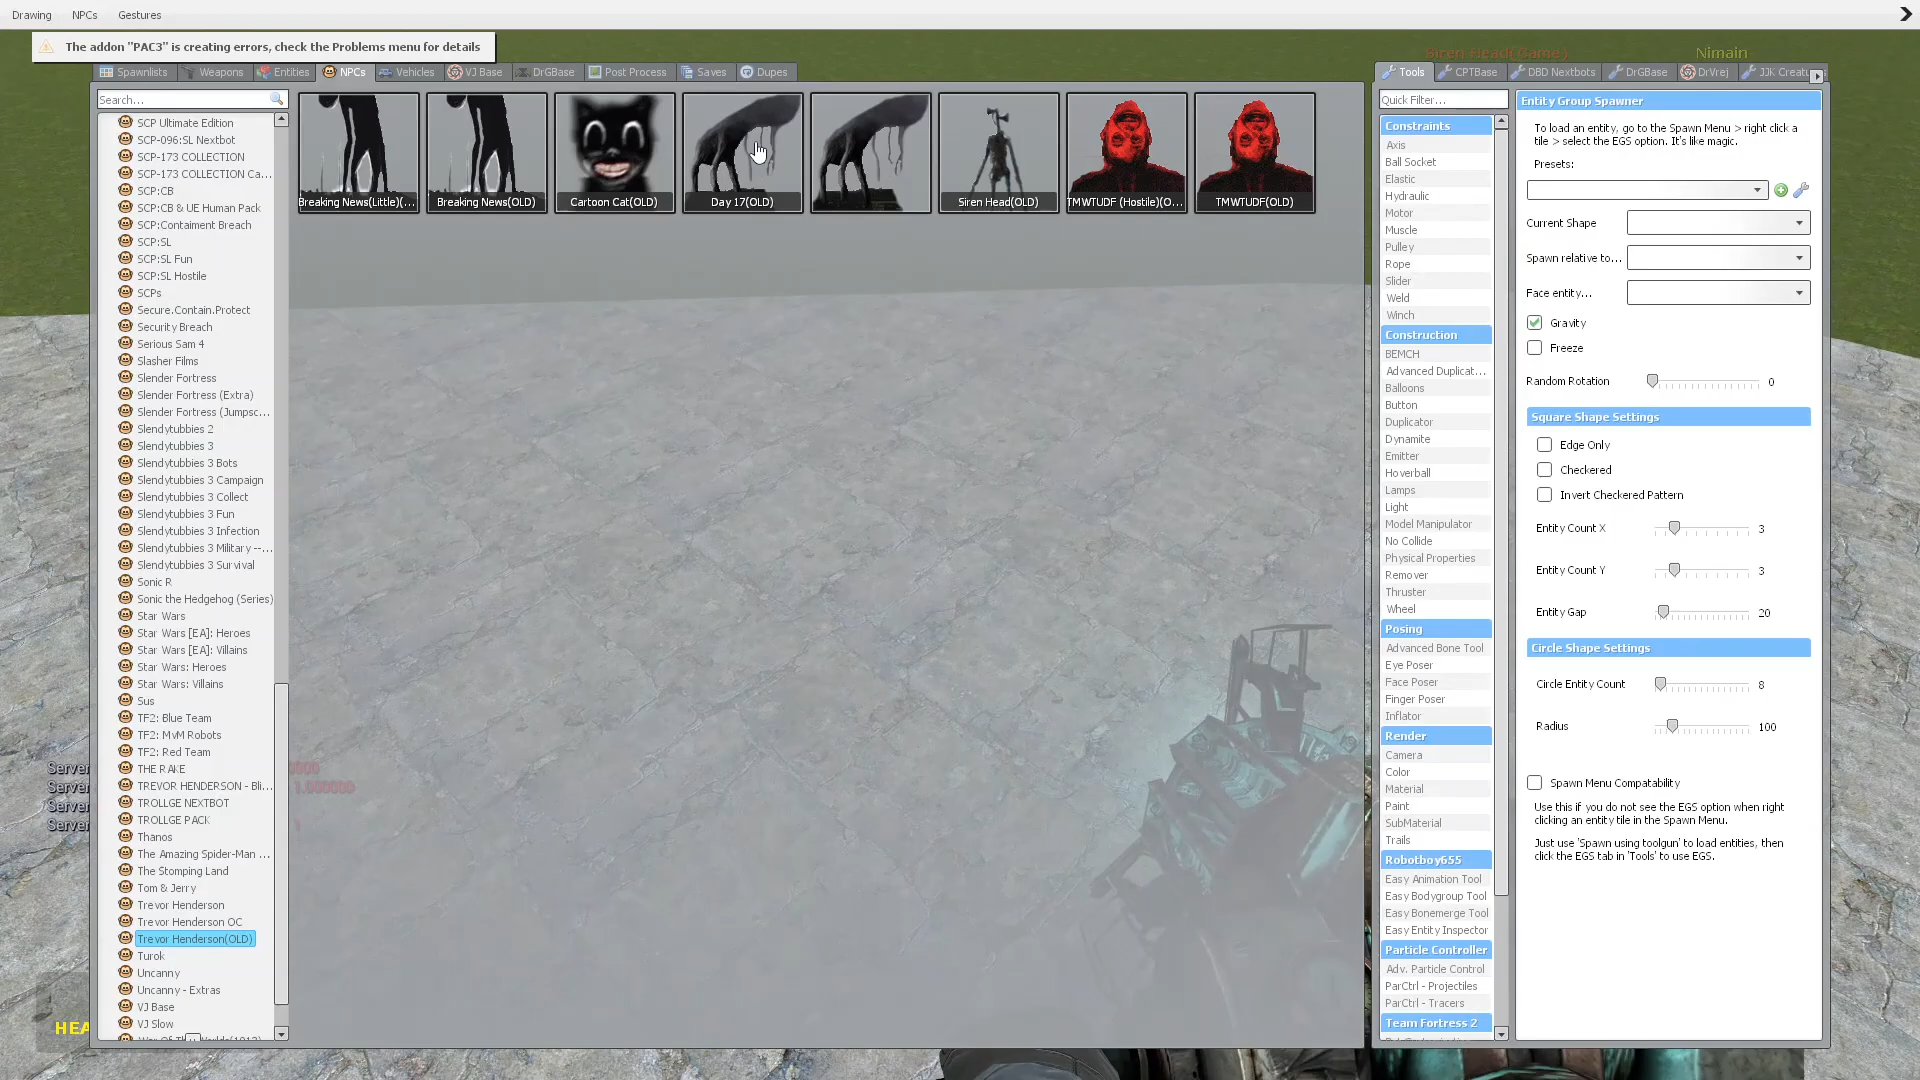 Drawing NPCs Gestures
The addon "PAC3" is creating errors, check the Problems menu for details
Siren Head(Game)
Nimain
Spawnlists Weapons Entities NPCs Vehicles VJ Base DrGBase Post Process Saves Dupes
Search...
SCP Ultimate Edition
SCP-096:SL Nextbot
SCP-173 COLLECTION
SCP-173 COLLECTION Ca...
SCP:CB
SCP:CB & UE Human Pack
SCP:Contaiment Breach
SCP:SL
SCP:SL Fun
SCP:SL Hostile
SCPs
Secure.Contain.Protect
Security Breach
Serious Sam 4
Slasher Films
Slender Fortress
Slender Fortress (Extra)
Slender Fortress (Jumpsc...
Slendytubbies 2
Slendytubbies 3
Slendytubbies 3 Bots
Slendytubbies 3 Campaign
Slendytubbies 3 Collect
Slendytubbies 3 Fun
Slendytubbies 3 Infection
Slendytubbies 3 Military --...
Slendytubbies 3 Survival
Sonic R
Sonic the Hedgehog (Series)
Star Wars
Star Wars [EA]: Heroes
Star Wars [EA]: Villains
Star Wars: Heroes
Star Wars: Villains
Sus
TF2: Blue Team
TF2: MvM Robots
TF2: Red Team
THE RAKE
TREVOR HENDERSON - Bli...
TROLLGE NEXTBOT
TROLLGE PACK
Thanos
The Amazing Spider-Man ...
The Stomping Land
Tom & Jerry
Trevor Henderson
Trevor Henderson OC
Trevor Henderson(OLD)
Turok
Uncanny
Uncanny - Extras
VJ Base
VJ Slow
Server
Server
Server
Server
HEA
Breaking News(Little)(...
Breaking News(OLD)
Cartoon Cat(OLD)
Day 17(OLD)
Siren Head(OLD)
TMWTUDF (Hostile)(O...
TMWTUDF(OLD)
1.000000
Tools CPTBase DBD Nextbots DrGBase DrVrej JJK Creatu
Quick Filter...
Constraints
Axis
Ball Socket
Elastic
Hydraulic
Motor
Muscle
Pulley
Rope
Slider
Weld
Winch
Construction
BEMCH
Advanced Duplicat...
Balloons
Button
Duplicator
Dynamite
Emitter
Hoverball
Lamps
Light
Model Manipulator
No Collide
Physical Properties
Remover
Thruster
Wheel
Posing
Advanced Bone Tool
Eye Poser
Face Poser
Finger Poser
Inflator
Render
Camera
Color
Material
Paint
SubMaterial
Trails
Robotboy655
Easy Animation Tool
Easy Bodygroup Tool
Easy Bonemerge Tool
Easy Entity Inspector
Particle Controller
Adv. Particle Control
ParCtrl - Projectiles
ParCtrl - Tracers
Team Fortress 2
Entity Group Spawner
To load an entity, go to the Spawn Menu > right click a
tile > select the EGS option. It's like magic.
Presets:
Current Shape
Spawn relative to...
Face entity...
Gravity
Freeze
Random Rotation 0
Square Shape Settings
Edge Only
Checkered
Invert Checkered Pattern
Entity Count X 3
Entity Count Y 3
Entity Gap 20
Circle Shape Settings
Circle Entity Count 8
Radius 100
Spawn Menu Compatability
Use this if you do not see the EGS option when right
clicking an entity tile in the Spawn Menu.
Just use 'Spawn using toolgun' to load entities, then
click the EGS tab in 'Tools' to use EGS.